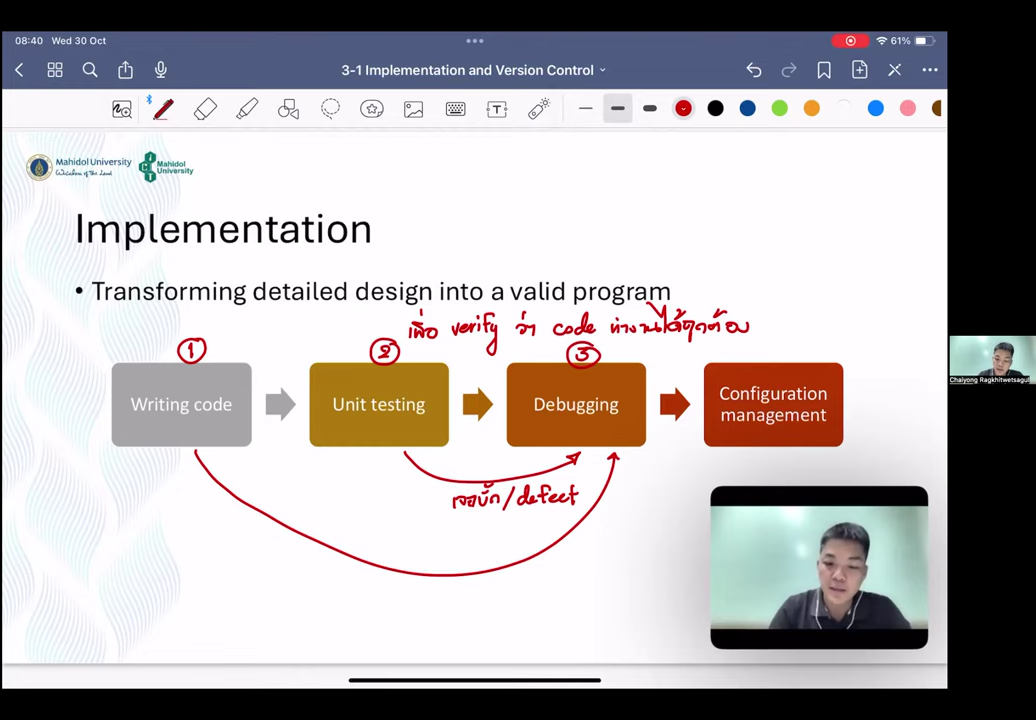 08:40 Wed 30 Oct
61%
3-1 Implementation and Version Control
T
Mahidol University
Wisdom of the Land
ICT
Mahidol University
Implementation
• Transforming detailed design into a valid program
เพื่อ verify ว่า code ทำงานได้ถูกต้อง
① ② ③
Writing code
Unit testing
Debugging
Configuration management
เจอบัก/defect
Chaiyong Ragkhitwetsagul